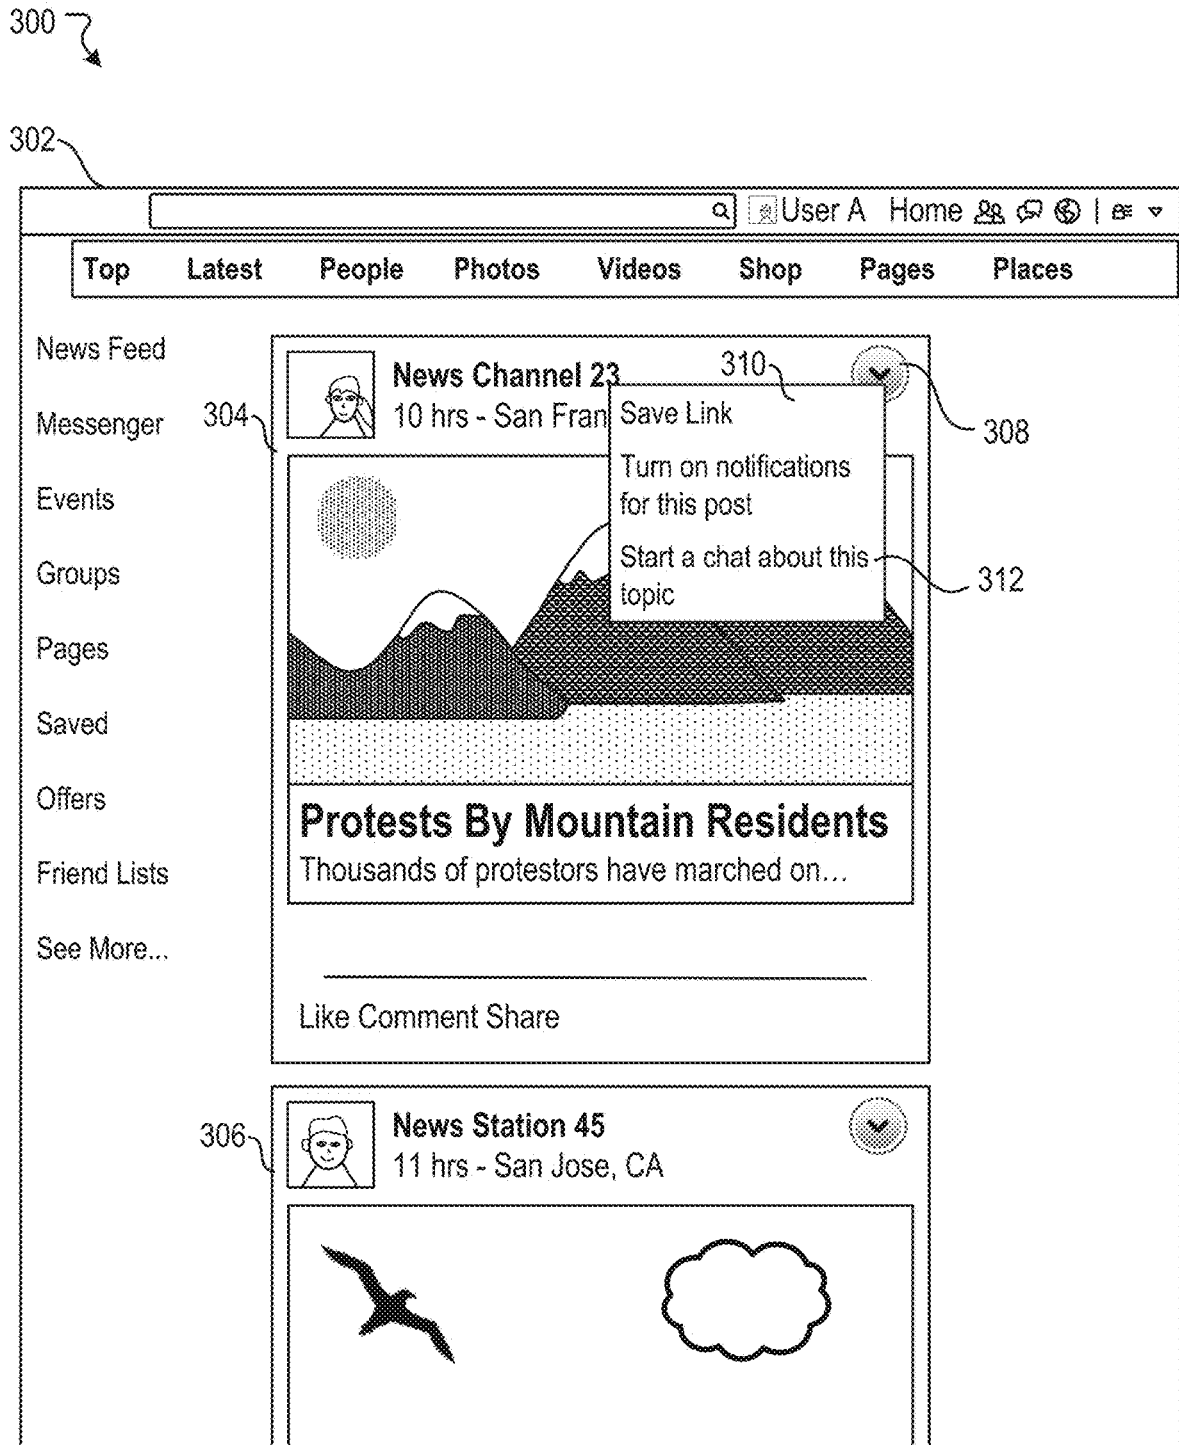 300
302
User A Home
Top Latest People Photos Videos Shop Pages Places
News Feed
Messenger
Events
Groups
Pages
Saved
Offers
Friend Lists
See More...
304
News Channel 23
10 hrs - San Fran
310
308
Save Link
Turn on notifications
for this post
Start a chat about this
topic
312
Protests By Mountain Residents
Thousands of protestors have marched on...
Like Comment Share
306
News Station 45
11 hrs - San Jose, CA